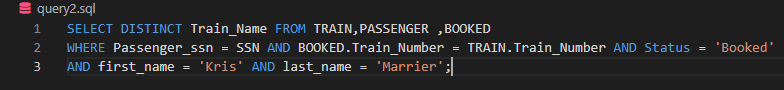 query2.sql
1 SELECT DISTINCT Train_Name FROM TRAIN,PASSENGER ,BOOKED
2 WHERE Passenger_ssn = SSN AND BOOKED.Train_Number = TRAIN.Train_Number AND Status = 'Booked'
3 AND first_name = 'Kris' AND last_name = 'Marrier';